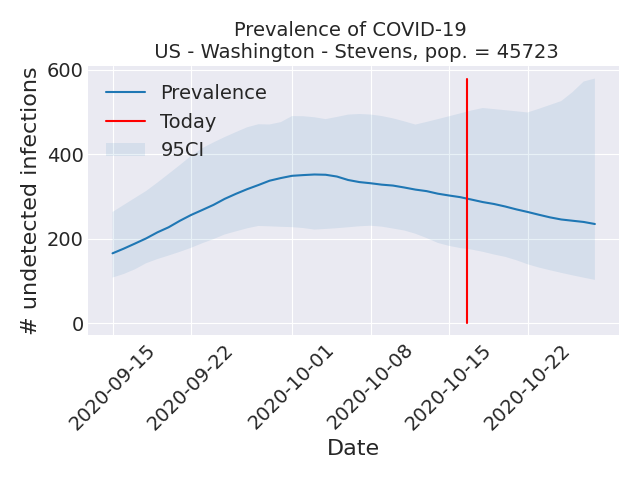 Prevalence of COVID-19
US - Washington - Stevens, pop. = 45723
# undetected infections
600
400
200
0
Prevalence
Today
95CI
2020-09-15
2020-09-22
2020-10-01
2020-10-08
2020-10-15
2020-10-22
Date